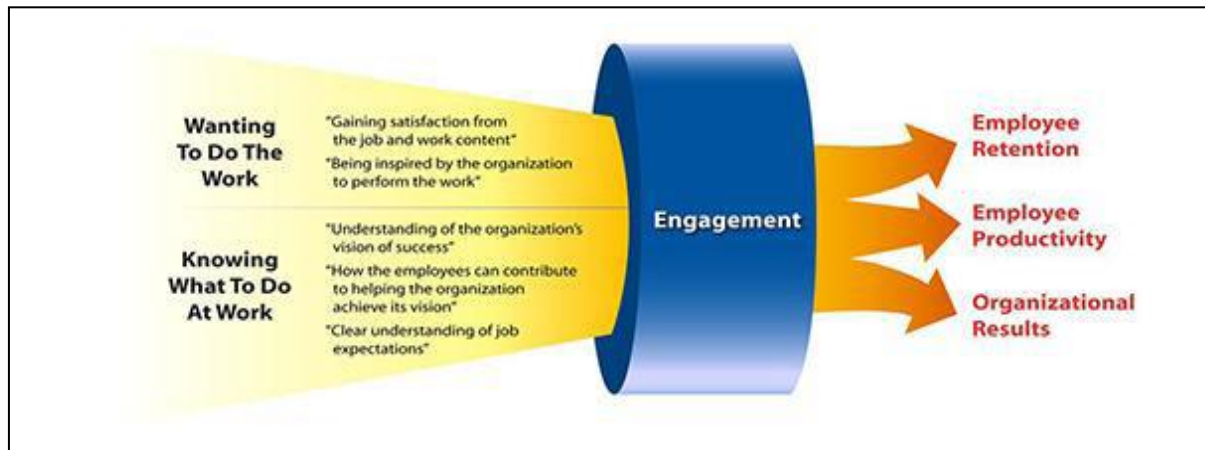 Wanting
To Do The
Work
"Gaining satisfaction from
the job and work content"
"Being inspired by the organization
to perform the work"
Knowing
What To Do
At Work
"Understanding of the organization's
vision of success"
"How the employees can contribute
to helping the organization
achieve its vision"
"Clear understanding of job
expectations"
Engagement
Employee
Retention
Employee
Productivity
Organizational
Results